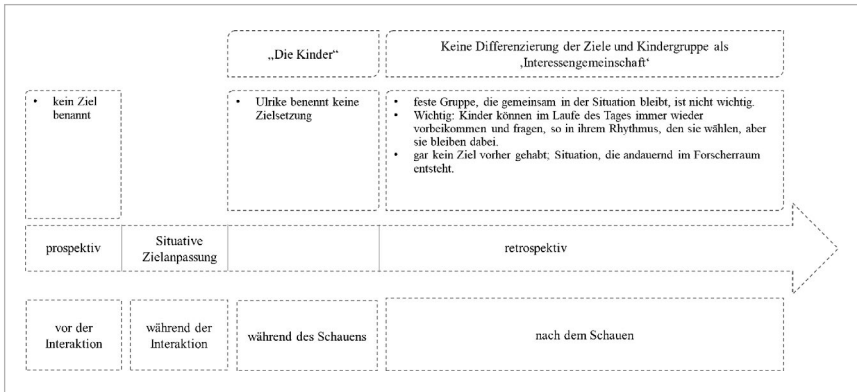 „Die Kinder“
Keine Differenzierung der Ziele und Kindergruppe als
‚Interessengemeinschaft‘
• kein Ziel
benannt
• Ulrike benennt keine
Zielsetzung
• feste Gruppe, die gemeinsam in der Situation bleibt, ist nicht wichtig.
• Wichtig: Kinder können im Laufe des Tages immer wieder
vorbeikommen und fragen, so in ihrem Rhythmus, den sie wählen, aber
sie bleiben dabei.
• gar kein Ziel vorher gehabt; Situation, die andauernd im Forscherraum
entsteht.
prospektiv
Situative
Zielanpassung
retrospektiv
vor der
Interaktion
während der
Interaktion
während des Schauens
nach dem Schauen